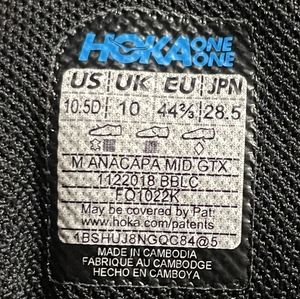 HOKA ONE ONE
US UK EU JPN
10.5D 10 44⅔ 28.5
M ANACAPA MID GTX
1122018 BBLC
FQ1022K
May be covered by Pat:
www.hoka.com/patents
1BSHUJ8NGQC84@5
MADE IN CAMBODIA
FABRIQUÉ AU CAMBODGE
HECHO EN CAMBOYA